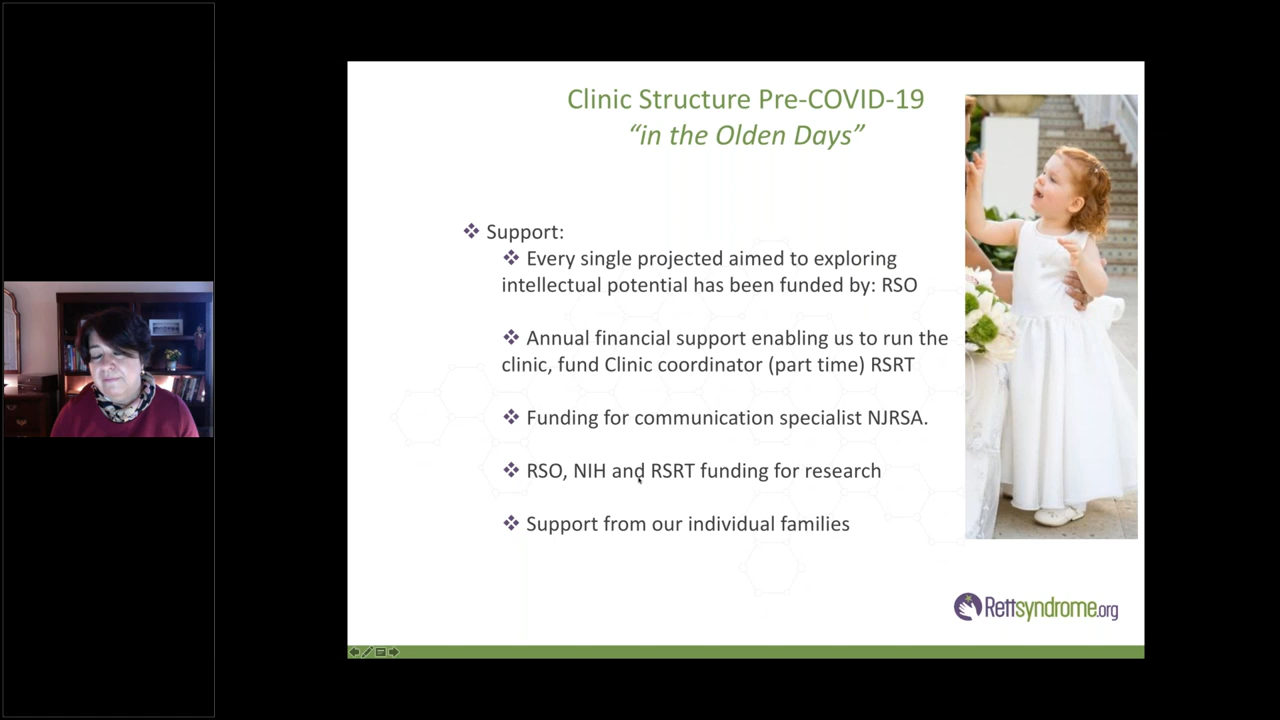 Clinic Structure Pre-COVID-19
“in the Olden Days”
❖ Support:
❖ Every single projected aimed to exploring
intellectual potential has been funded by: RSO
❖ Annual financial support enabling us to run the
clinic, fund Clinic coordinator (part time) RSRT
❖ Funding for communication specialist NJRSA.
❖ RSO, NIH and RSRT funding for research
❖ Support from our individual families
Rettsyndrome.org